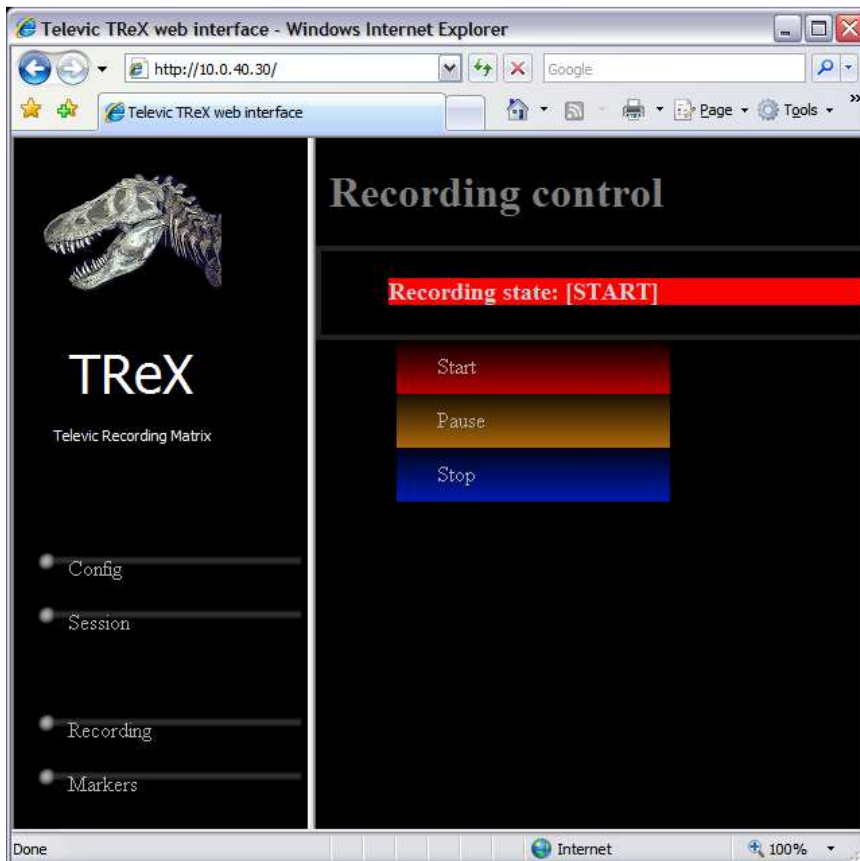 Televic TReX web interface - Windows Internet Explorer
http://10.0.40.30/
Google
Televic TReX web interface
Page
Tools
»
TReX
Televic Recording Matrix
Config
Session
Recording
Markers
Recording control
Recording state: [START]
Start
Pause
Stop
Done
Internet
100%